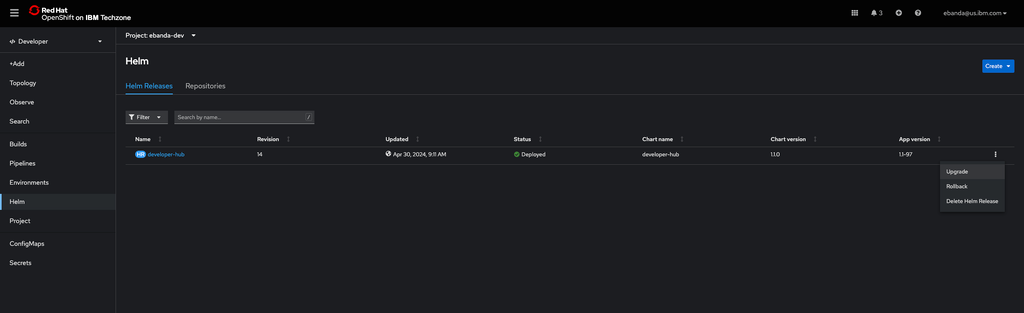 Red Hat
OpenShift on IBM Techzone
3
ebanda@us.ibm.com
Developer
+Add
Topology
Observe
Search
Builds
Pipelines
Environments
Helm
Project
ConfigMaps
Secrets
Project: ebanda-dev
Helm
Create
Helm Releases Repositories
Filter Search by name... /
Name Revision Updated Status Chart name Chart version App version
HR developer-hub 14 Apr 30, 2024, 9:11 AM Deployed developer-hub 1.1.0 1.1-97
Upgrade
Rollback
Delete Helm Release